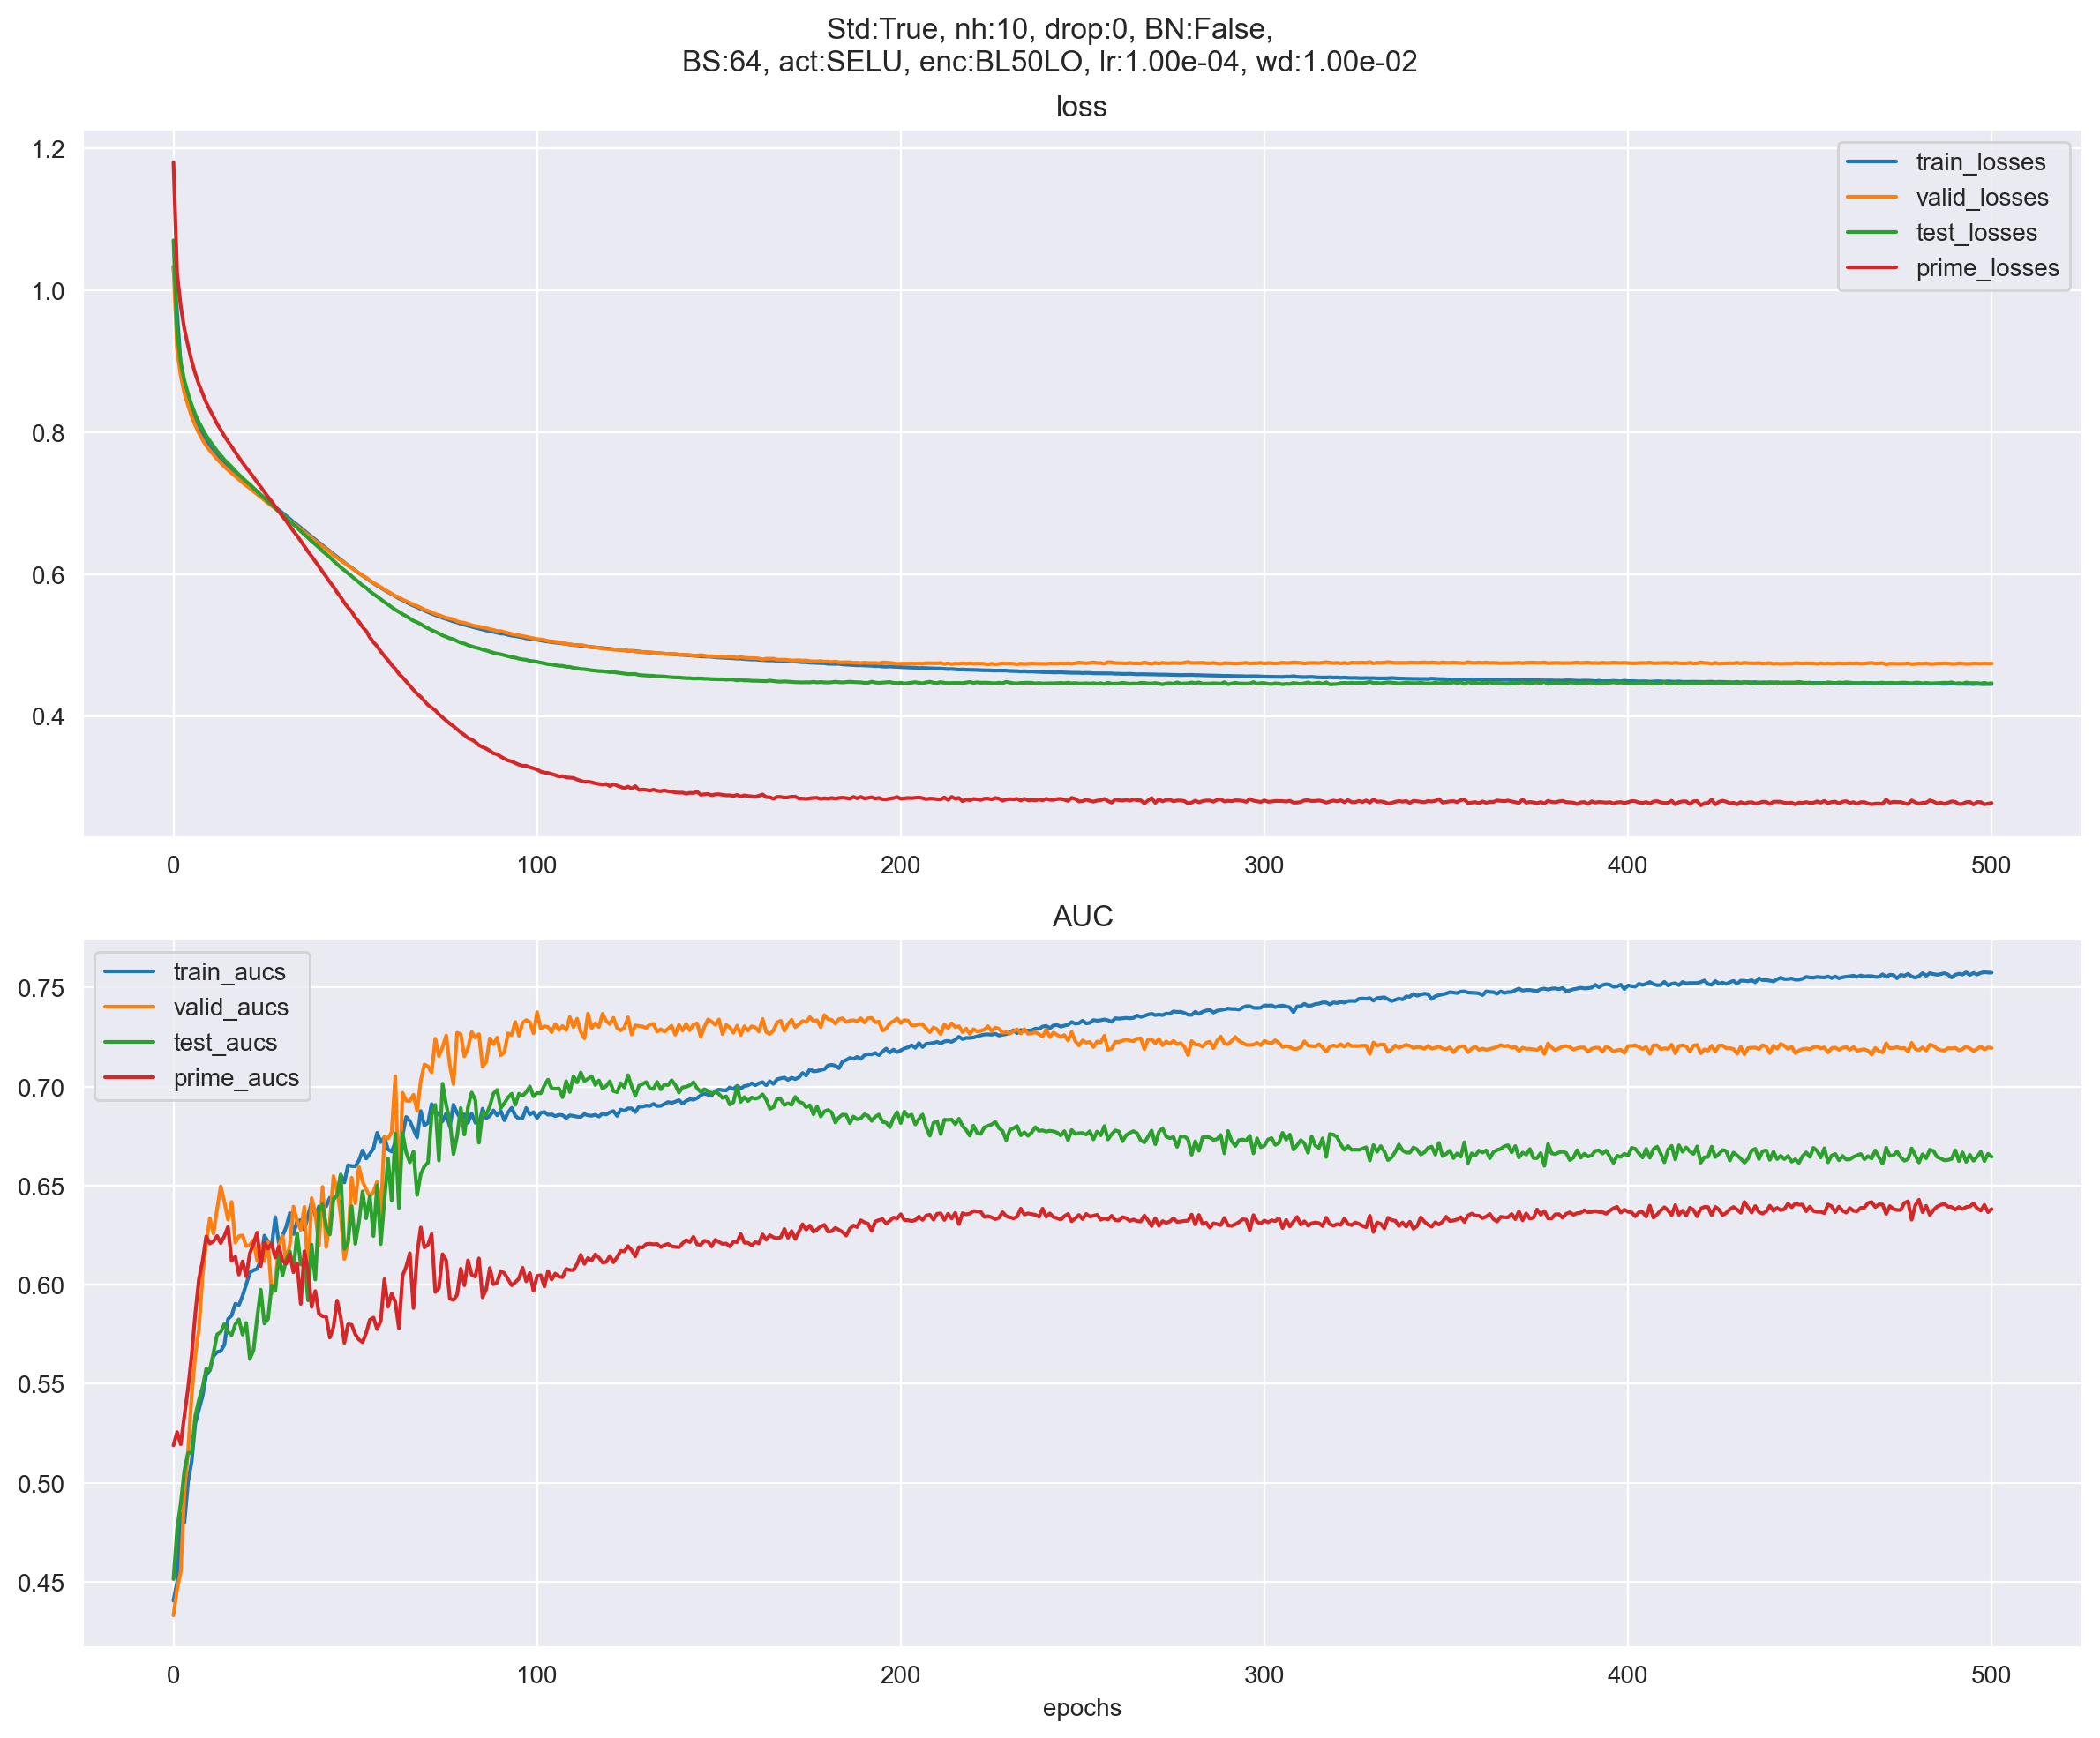 Std:True, nh:10, drop:0, BN:False,
BS:64, act:SELU, enc:BL50LO, lr:1.00e-04, wd:1.00e-02
loss
1.2
1.0
0.8
0.6
0.4
train_losses
valid_losses
test_losses
prime_losses
0 100 200 300 400 500
AUC
0.75
0.70
0.65
0.60
0.55
0.50
0.45
train_aucs
valid_aucs
test_aucs
prime_aucs
0 100 200 300 400 500
epochs